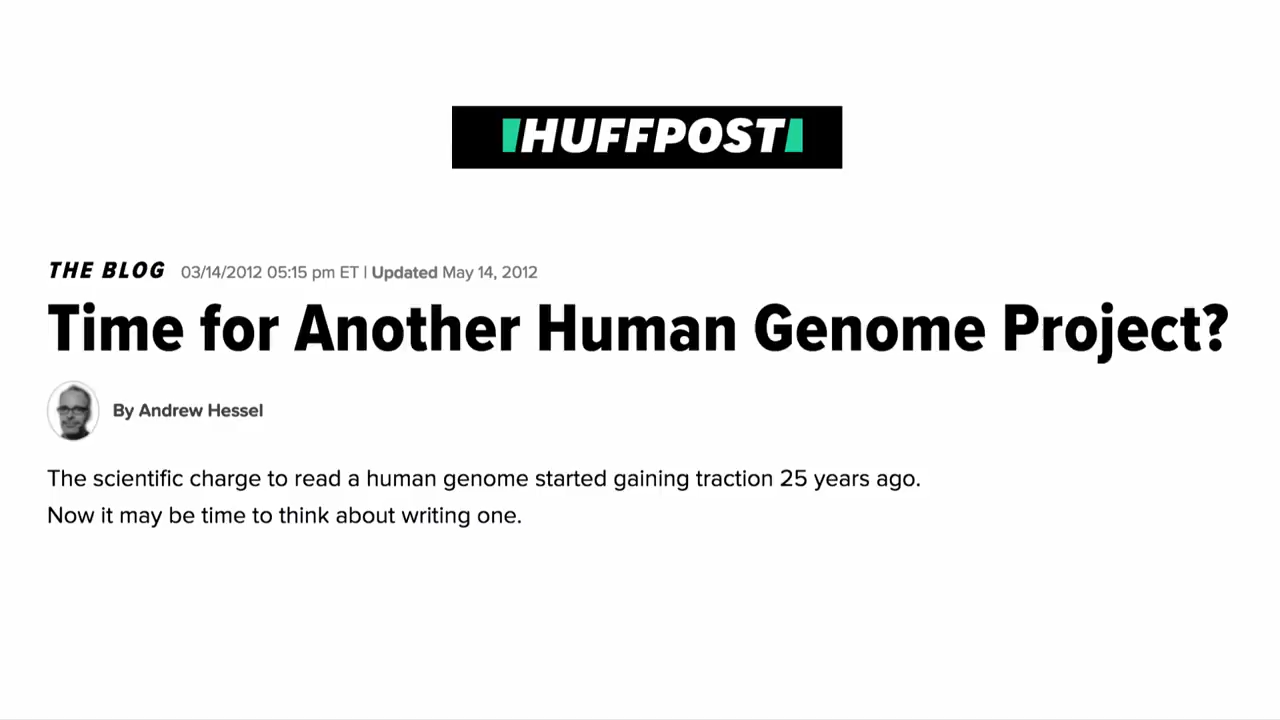 HUFFPOST
THE BLOG 03/14/2012 05:15 pm ET | Updated May 14, 2012
Time for Another Human Genome Project?
By Andrew Hessel
The scientific charge to read a human genome started gaining traction 25 years ago.
Now it may be time to think about writing one.